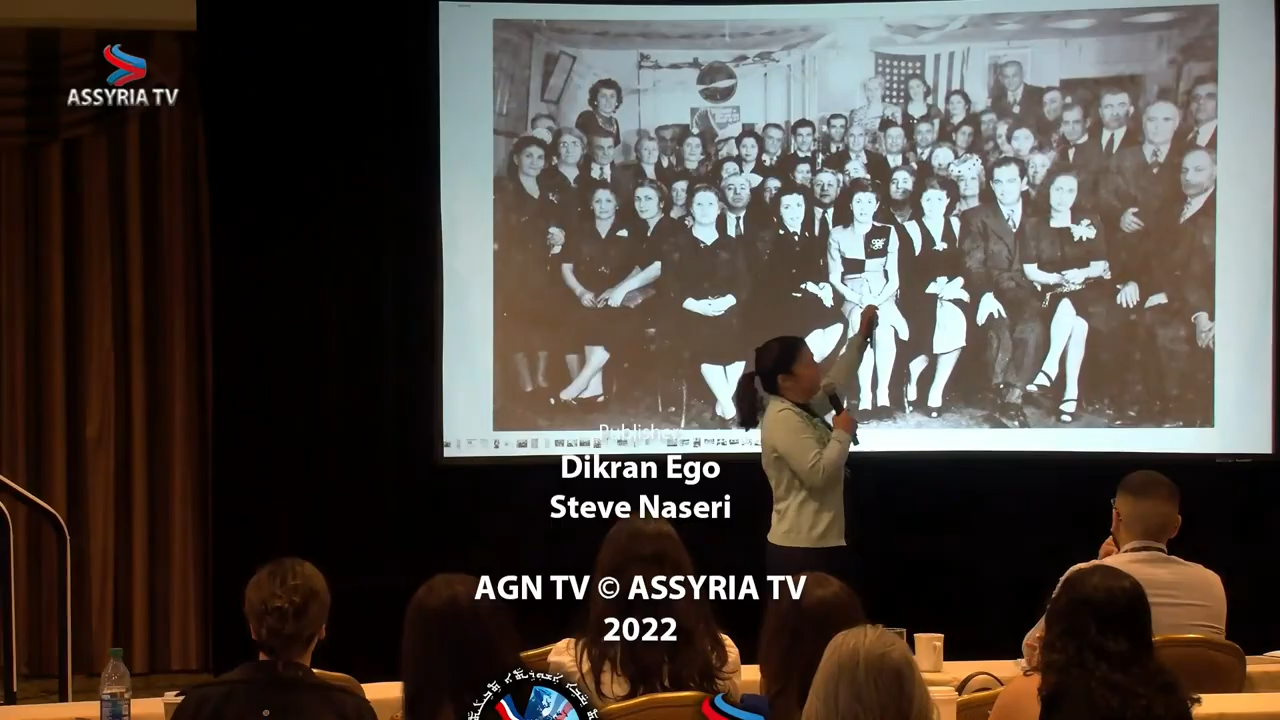 ASSYRIA TV
Publisher
Dikran Ego
Steve Naseri
AGN TV © ASSYRIA TV
2022